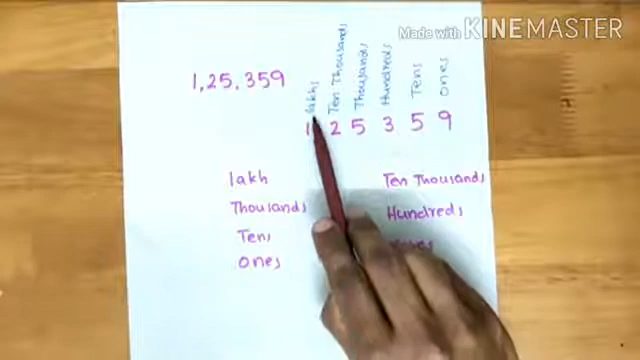 Made with KINEMASTER
1,25,359
lakhs
Ten Thousands
Thousands
Hundreds
Tens
Ones
1 2 5 3 5 9
lakh Ten Thousands
Thousands Hundreds
Tens
Ones